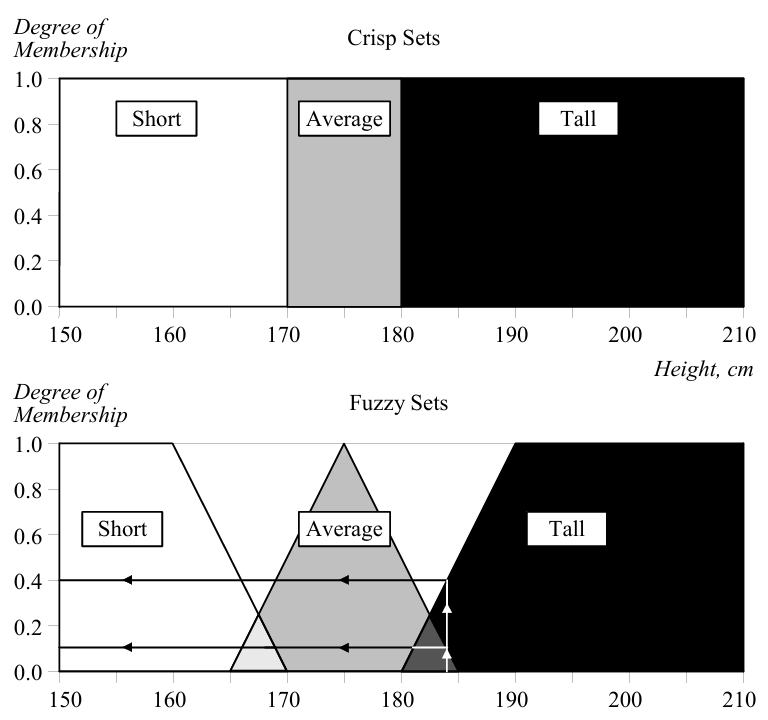 Degree of
Membership
Crisp Sets
1.0
Short
Average
Tall
0.8
0.6
0.4
0.2
0.0
150 160 170 180 190 200 210
Height, cm
Degree of
Membership
Fuzzy Sets
1.0
0.8
Short
Average
Tall
0.6
0.4
0.2
0.0
150 160 170 180 190 200 210